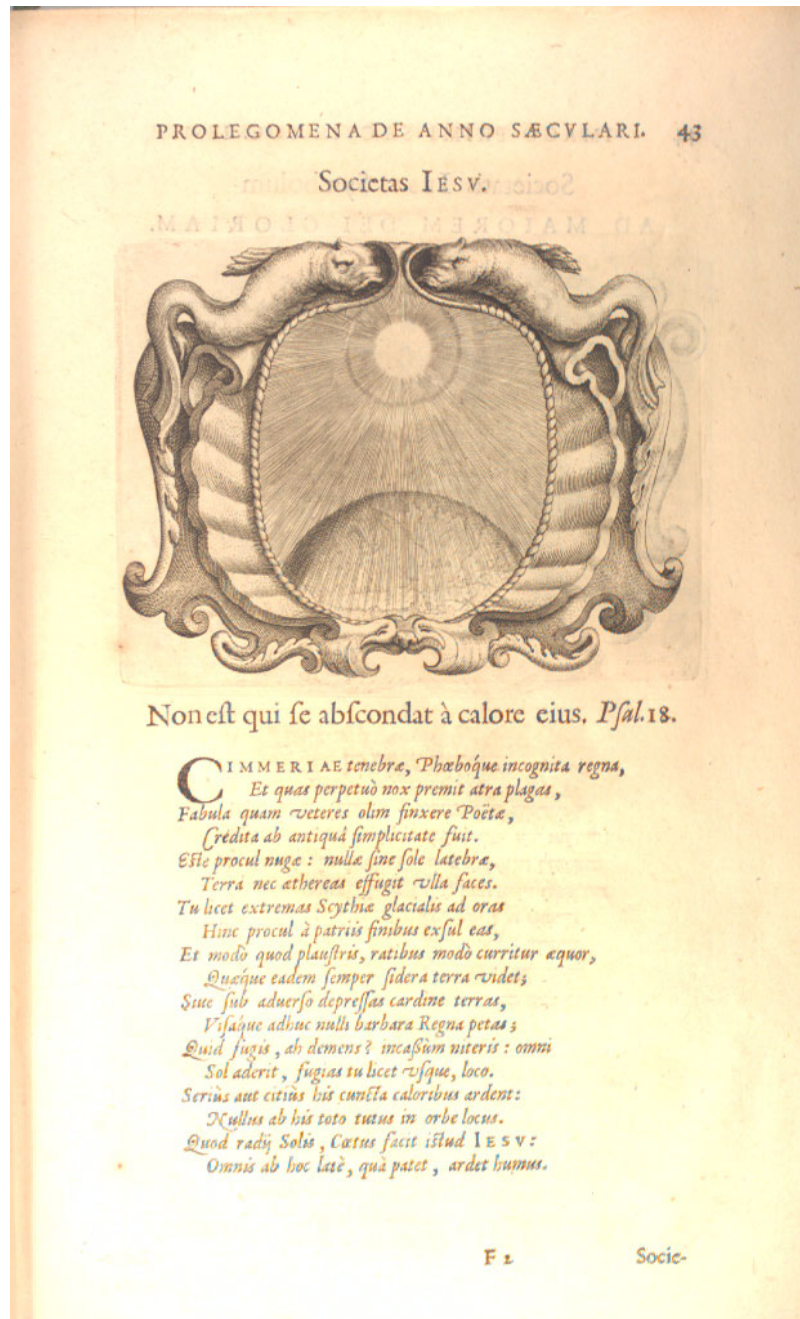 PROLEGOMENA DE ANNO SÆCVLARI. 43
Societas IESV.
Non eſt qui ſe abſcondat à calore eius. Pſal. 18.
CIMMERIAE tenebræ, Phœbóque incognita regna,
Et quas perpetuò nox premit atra plagas,
Fabula quam veteres olim finxere Poëtæ,
Credita ab antiquâ ſimplicitate fuit.
Eſte procul nugæ: nullæ ſine ſole latebræ,
Terra nec æthereas effugit vlla faces.
Tu licet extremas Scythiæ glacialis ad oras
Hinc procul à patriis finibus exſul eas,
Et modò quod plauſtris, ratibus modò curritur æquor,
Quæque eadem ſemper ſidera terra videt;
Siue ſub aduerſo depreſſas cardine terras,
Viſáque adhuc nulli barbara Regna petas;
Quid fugis, ah demens? incaſſùm niteris: omni
Sol aderit, fugias tu licet vſque, loco.
Seriùs aut citiùs his cuncta caloribus ardent:
Nullus ab his toto tutus in orbe locus.
Quod radij Solis, Cœtus facit iſtud IESV:
Omnis ab hoc latè, quà patet, ardet humus.
F 2 Socie-